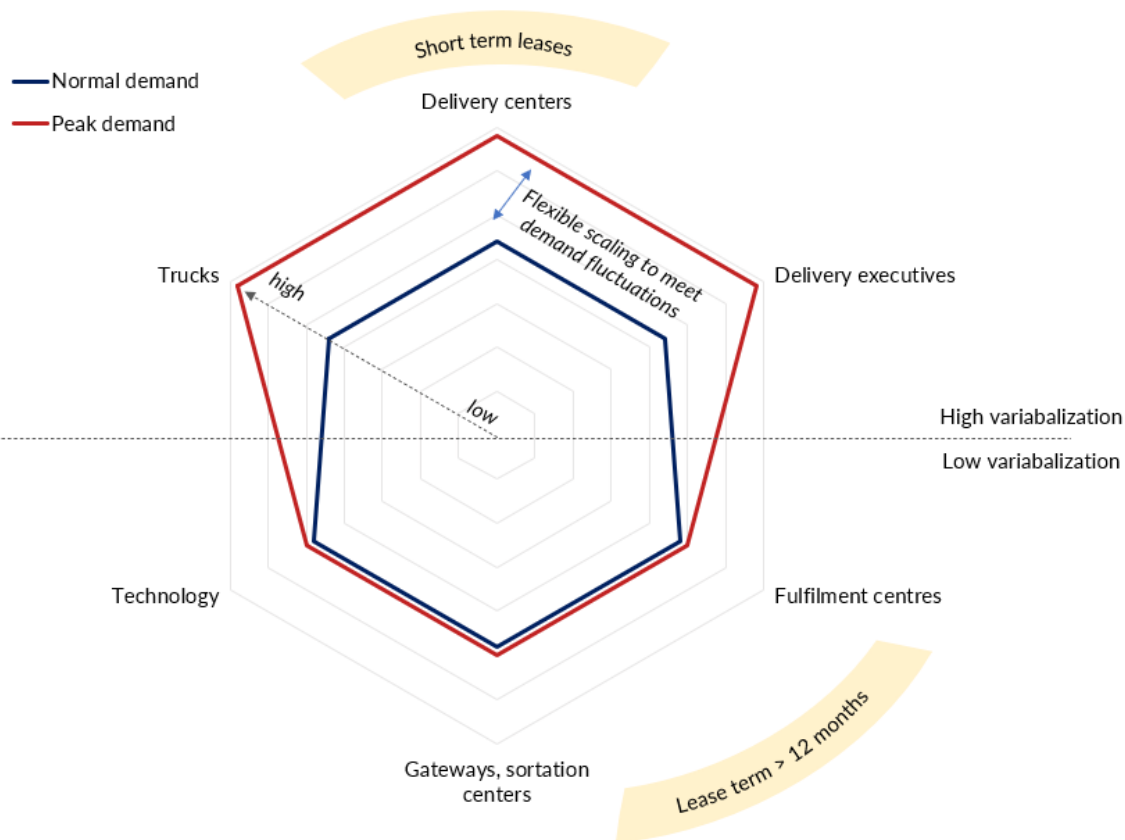 Short term leases
Normal demand
Delivery centers
Peak demand
Flexible scaling to meet
demand fluctuations
Trucks
high
Delivery executives
low
High variabalization
Low variabalization
Technology
Fulfilment centres
Gateways, sortation
centers
Lease term > 12 months